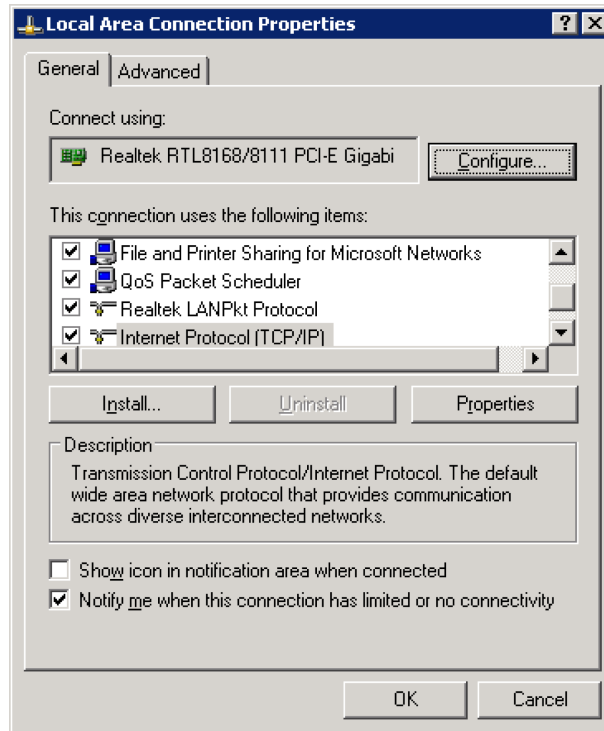 Local Area Connection Properties
General
Advanced
Connect using:
Realtek RTL8168/8111 PCI-E Gigabi
Configure...
This connection uses the following items:
File and Printer Sharing for Microsoft Networks
QoS Packet Scheduler
Realtek LANPkt Protocol
Internet Protocol (TCP/IP)
Install...
Uninstall
Properties
Description
Transmission Control Protocol/Internet Protocol. The default
wide area network protocol that provides communication
across diverse interconnected networks.
Show icon in notification area when connected
Notify me when this connection has limited or no connectivity
OK
Cancel